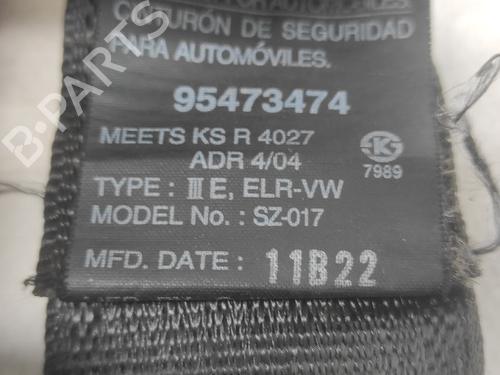 CINTURÓN DE SEGURIDAD
PARA AUTOMÓVILES.
95473474
MEETS KS R 4027
ADR 4/04
7989
TYPE : ⅢE, ELR-VW
MODEL No. : SZ-017
MFD. DATE : 11B22
B-PARTS